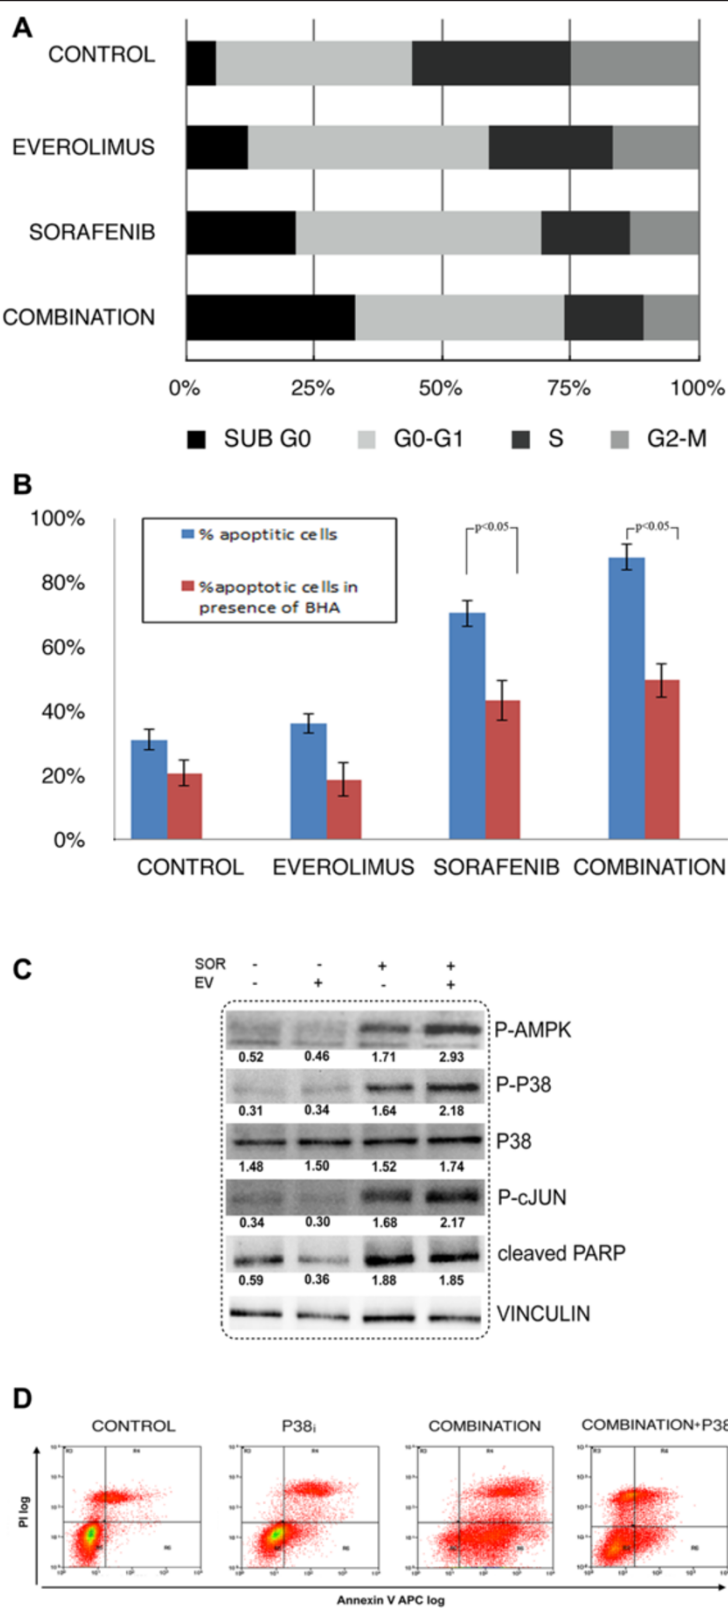 A
CONTROL
EVEROLIMUS
SORAFENIB
COMBINATION
0% 25% 50% 75% 100%
SUB G0 G0-G1 S G2-M
B
100%
80%
60%
40%
20%
0%
% apoptitic cells
%apoptotic cells in
presence of BHA
p<0.05
p<0.05
CONTROL EVEROLIMUS SORAFENIB COMBINATION
C
SOR - - + +
EV - + - +
P-AMPK
0.52 0.46 1.71 2.93
P-P38
0.31 0.34 1.64 2.18
P38
1.48 1.50 1.52 1.74
P-cJUN
0.34 0.30 1.68 2.17
cleaved PARP
0.59 0.36 1.88 1.85
VINCULIN
D
CONTROL P38i COMBINATION COMBINATION+P38
PI log
R3 R4 R4 R3
Annexin V APC log